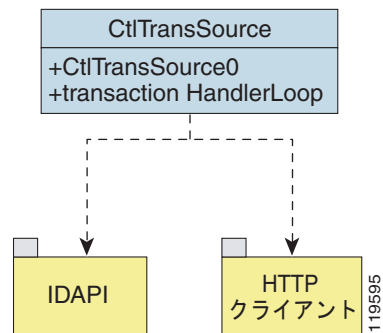 CtlTransSource
+CtlTransSource0
+transaction HandlerLoop
IDAPI
HTTP
クライアント
119595